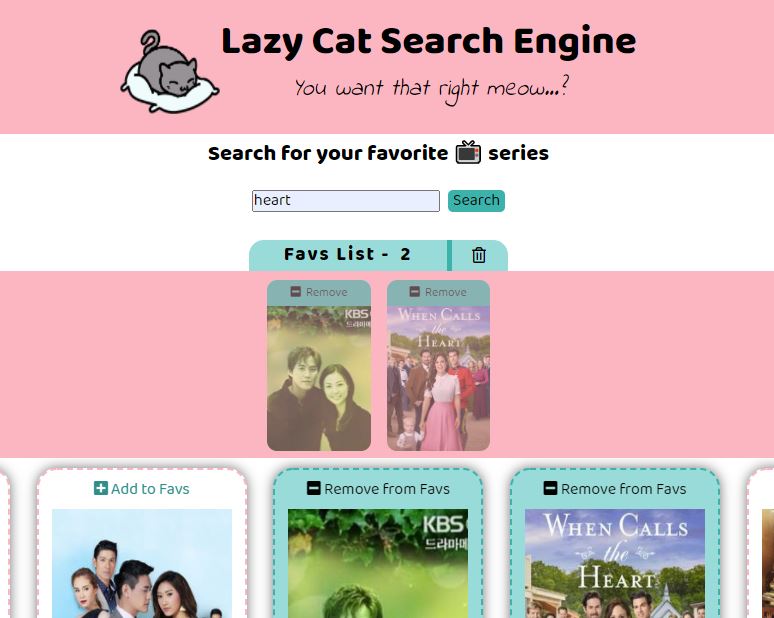 Lazy Cat Search Engine
You want that right meow...?
Search for your favorite series
heart
Search
Favs List - 2
Remove
Remove
KBS
드라마
WHEN CALLS
the
HEART
Add to Favs
Remove from Favs
Remove from Favs
KBS
드라마
WHEN CALLS
the
HEART